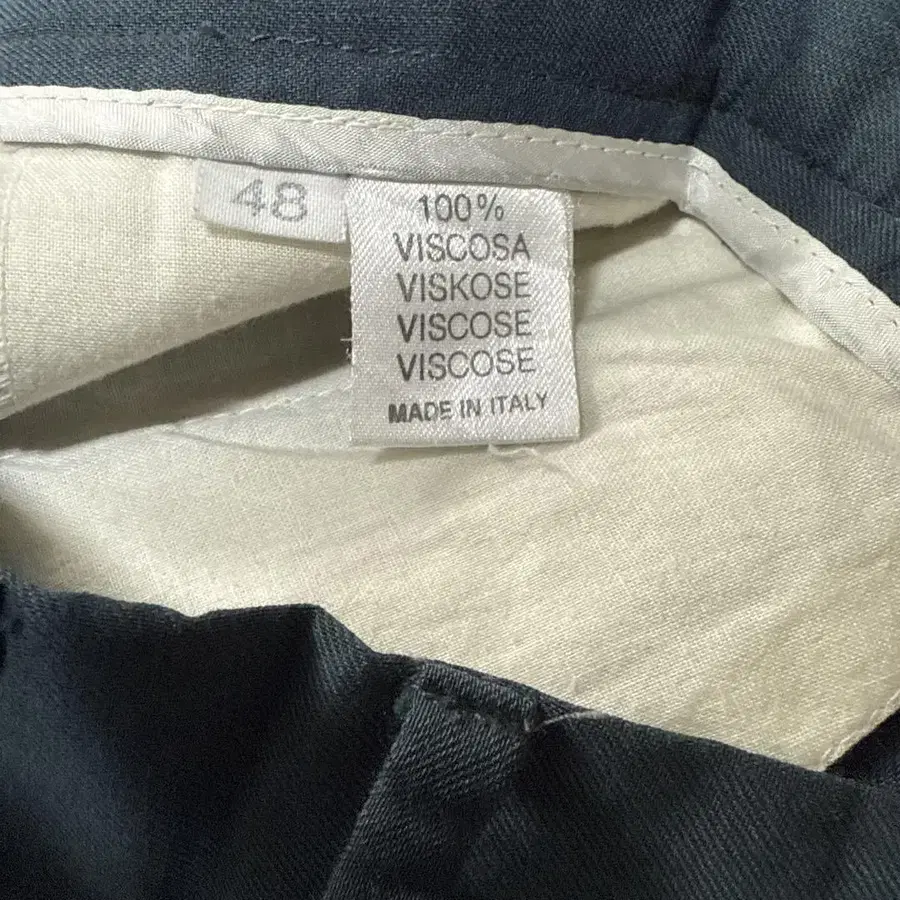 48
100%
VISCOSA
VISKOSE
VISCOSE
VISCOSE
MADE IN ITALY